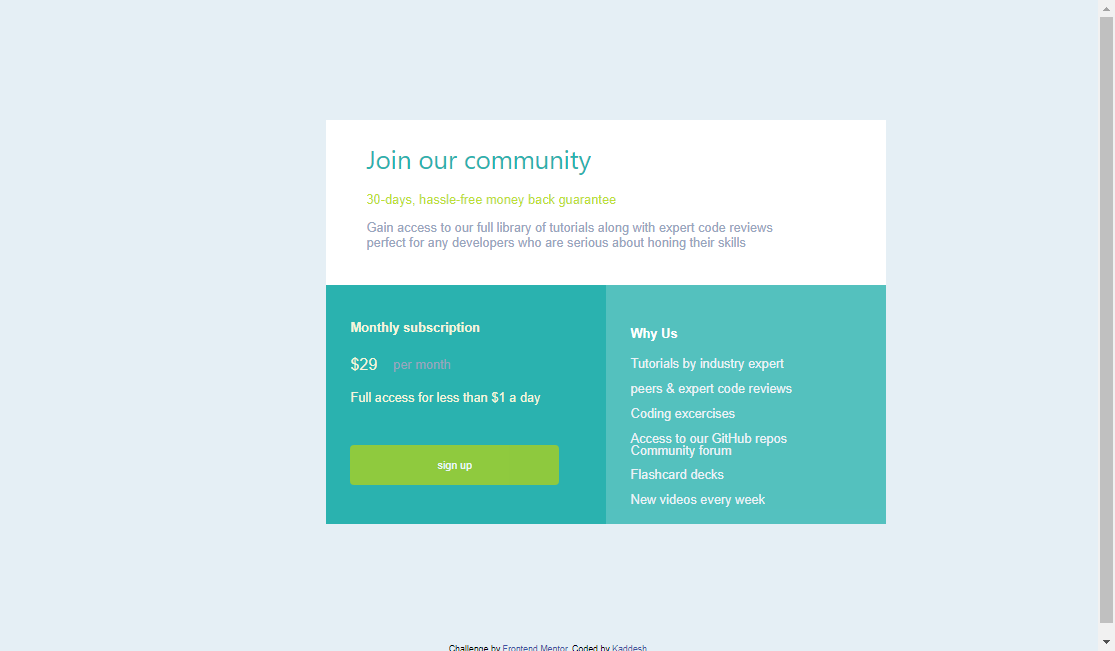 Join our community
30-days, hassle-free money back guarantee
Gain access to our full library of tutorials along with expert code reviews
perfect for any developers who are serious about honing their skills
Monthly subscription
$29 per month
Full access for less than $1 a day
sign up
Why Us
Tutorials by industry expert
peers & expert code reviews
Coding excercises
Access to our GitHub repos
Community forum
Flashcard decks
New videos every week
Challenge by Frontend Mentor. Coded by Kaddesh.